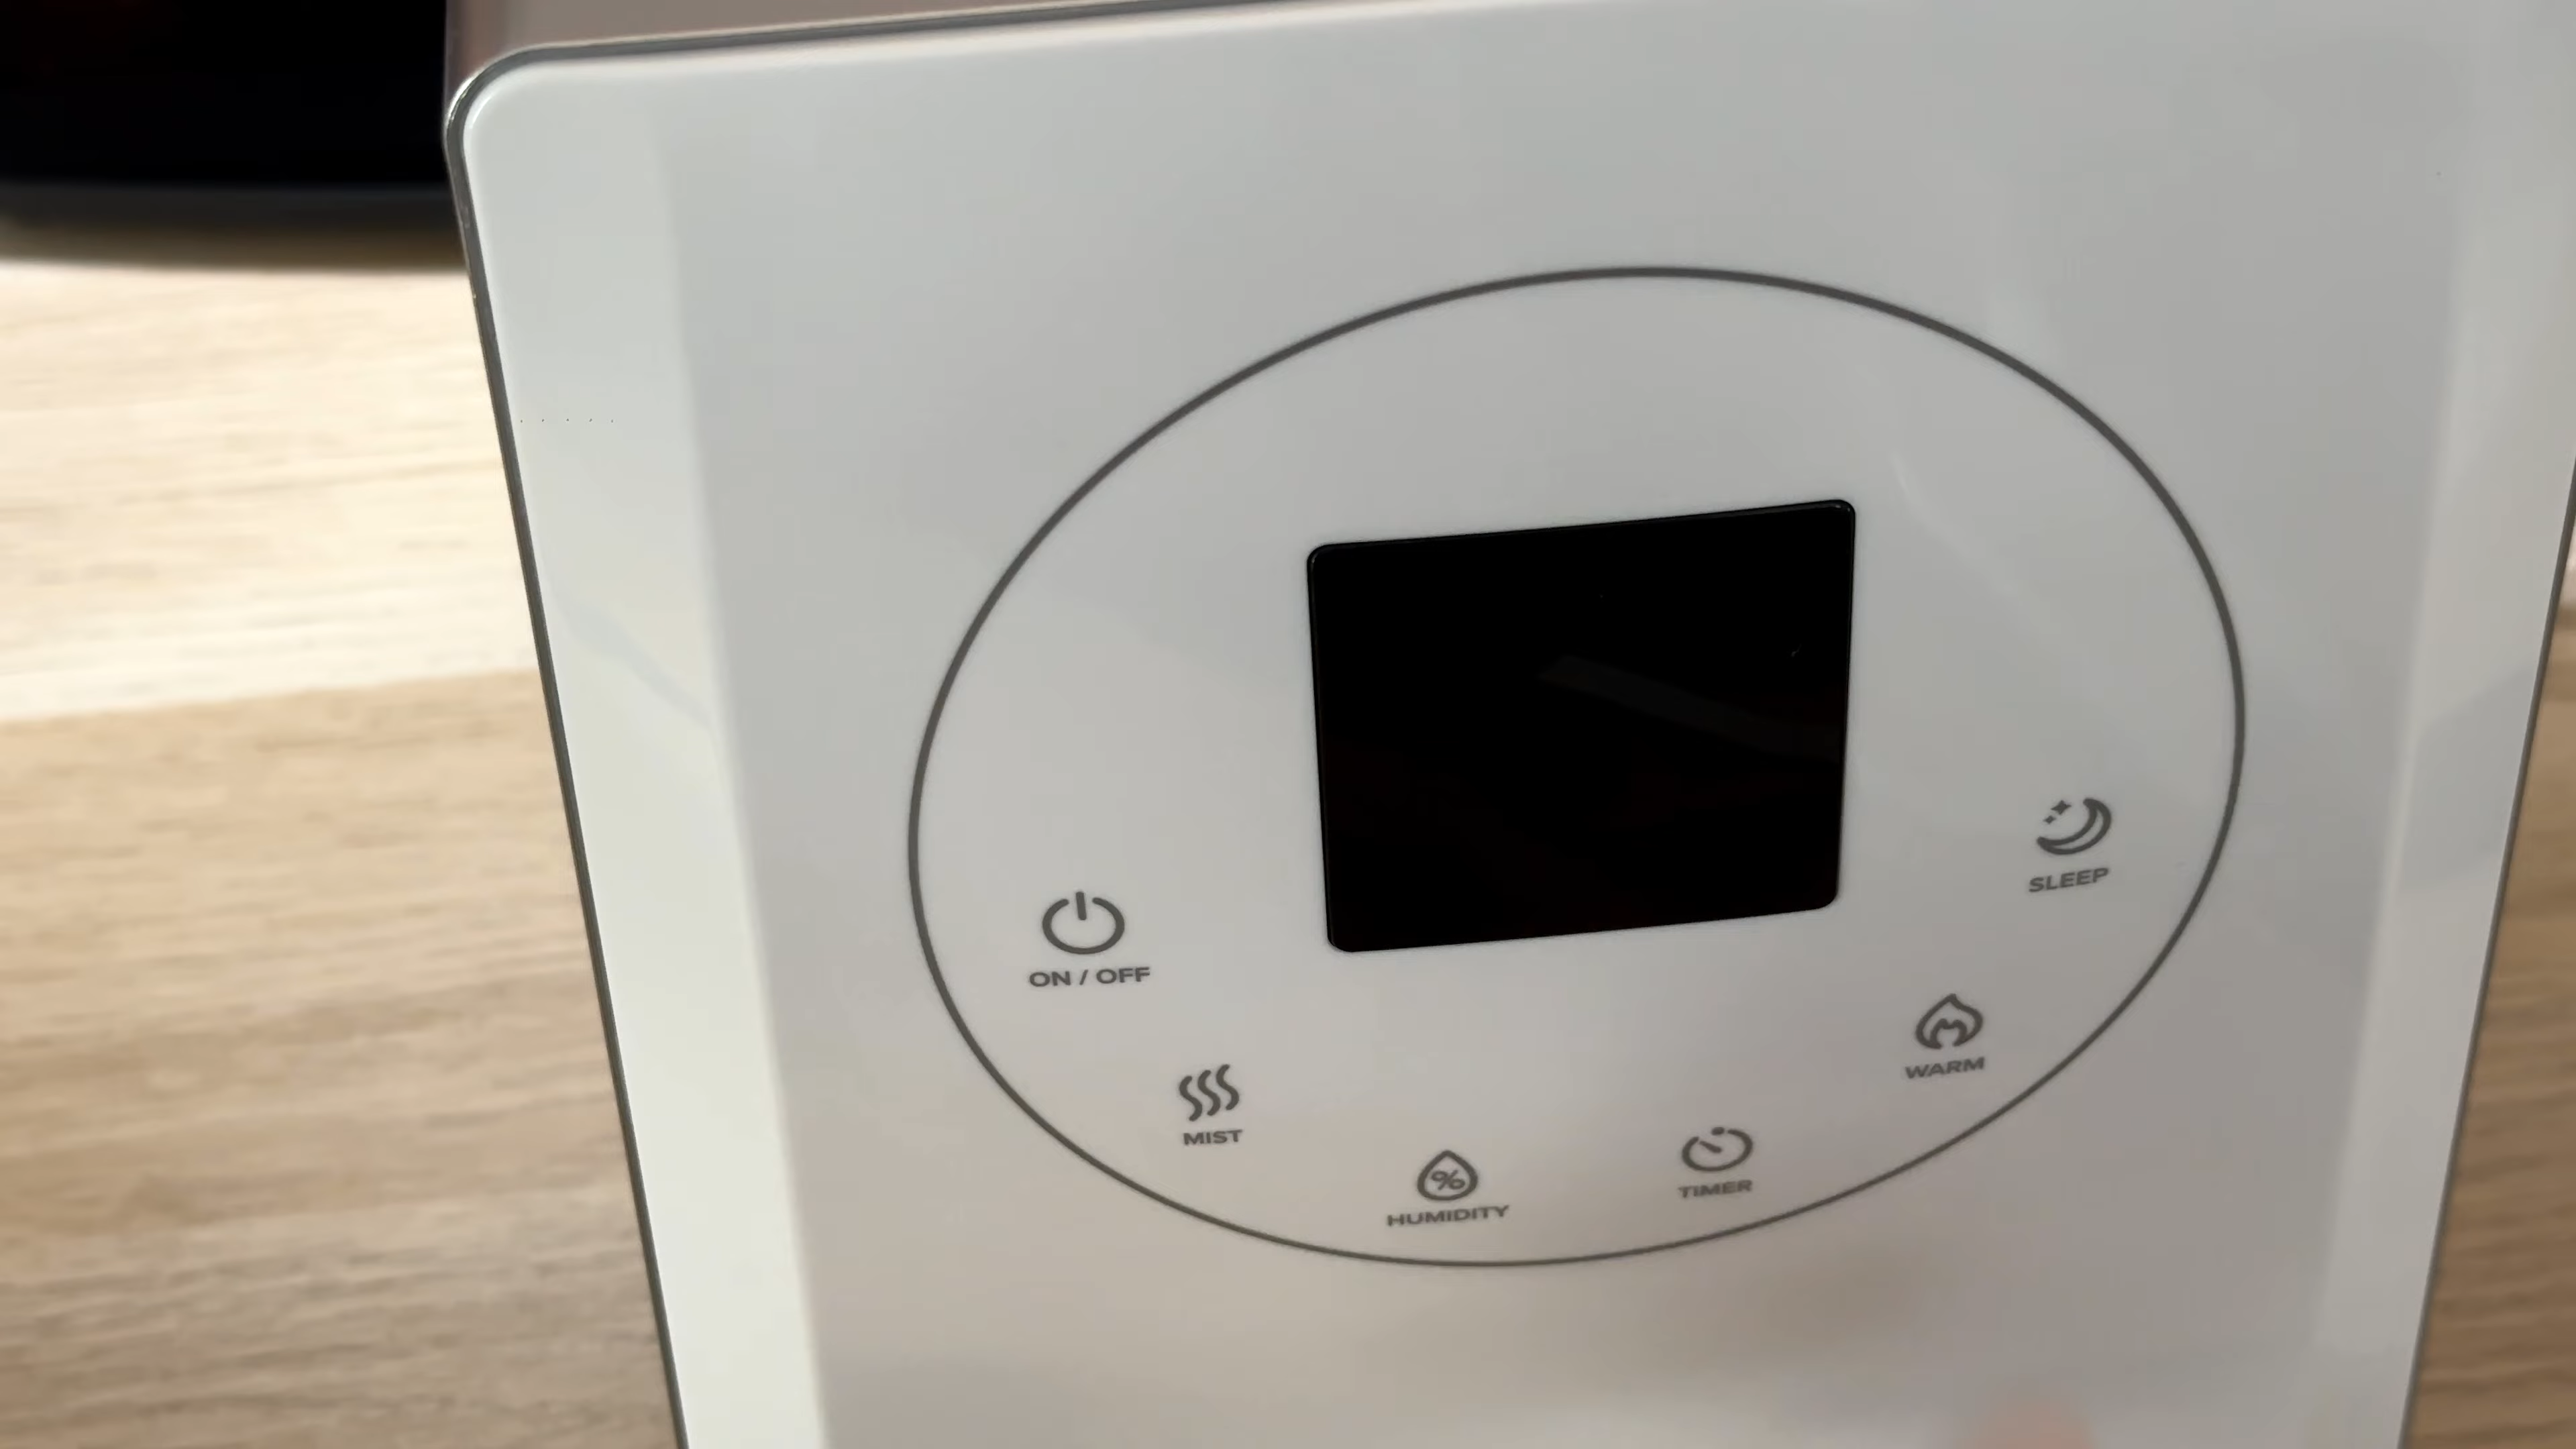 ON / OFF
MIST
%
HUMIDITY
TIMER
WARM
SLEEP